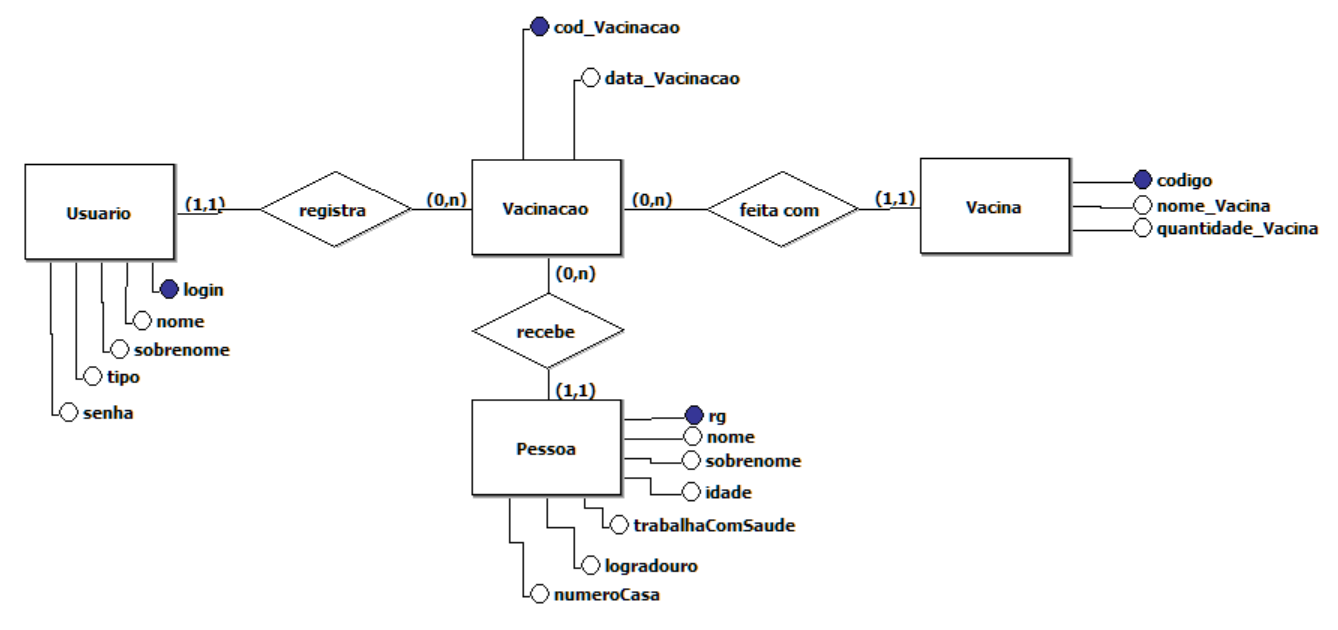 cod_Vacinacao
data_Vacinacao
Usuario
(1,1)
registra
(0,n)
Vacinacao
(0,n)
feita com
(1,1)
Vacina
codigo
nome_Vacina
quantidade_Vacina
login
nome
sobrenome
tipo
senha
(0,n)
recebe
(1,1)
Pessoa
rg
nome
sobrenome
idade
trabalhaComSaude
logradouro
numeroCasa